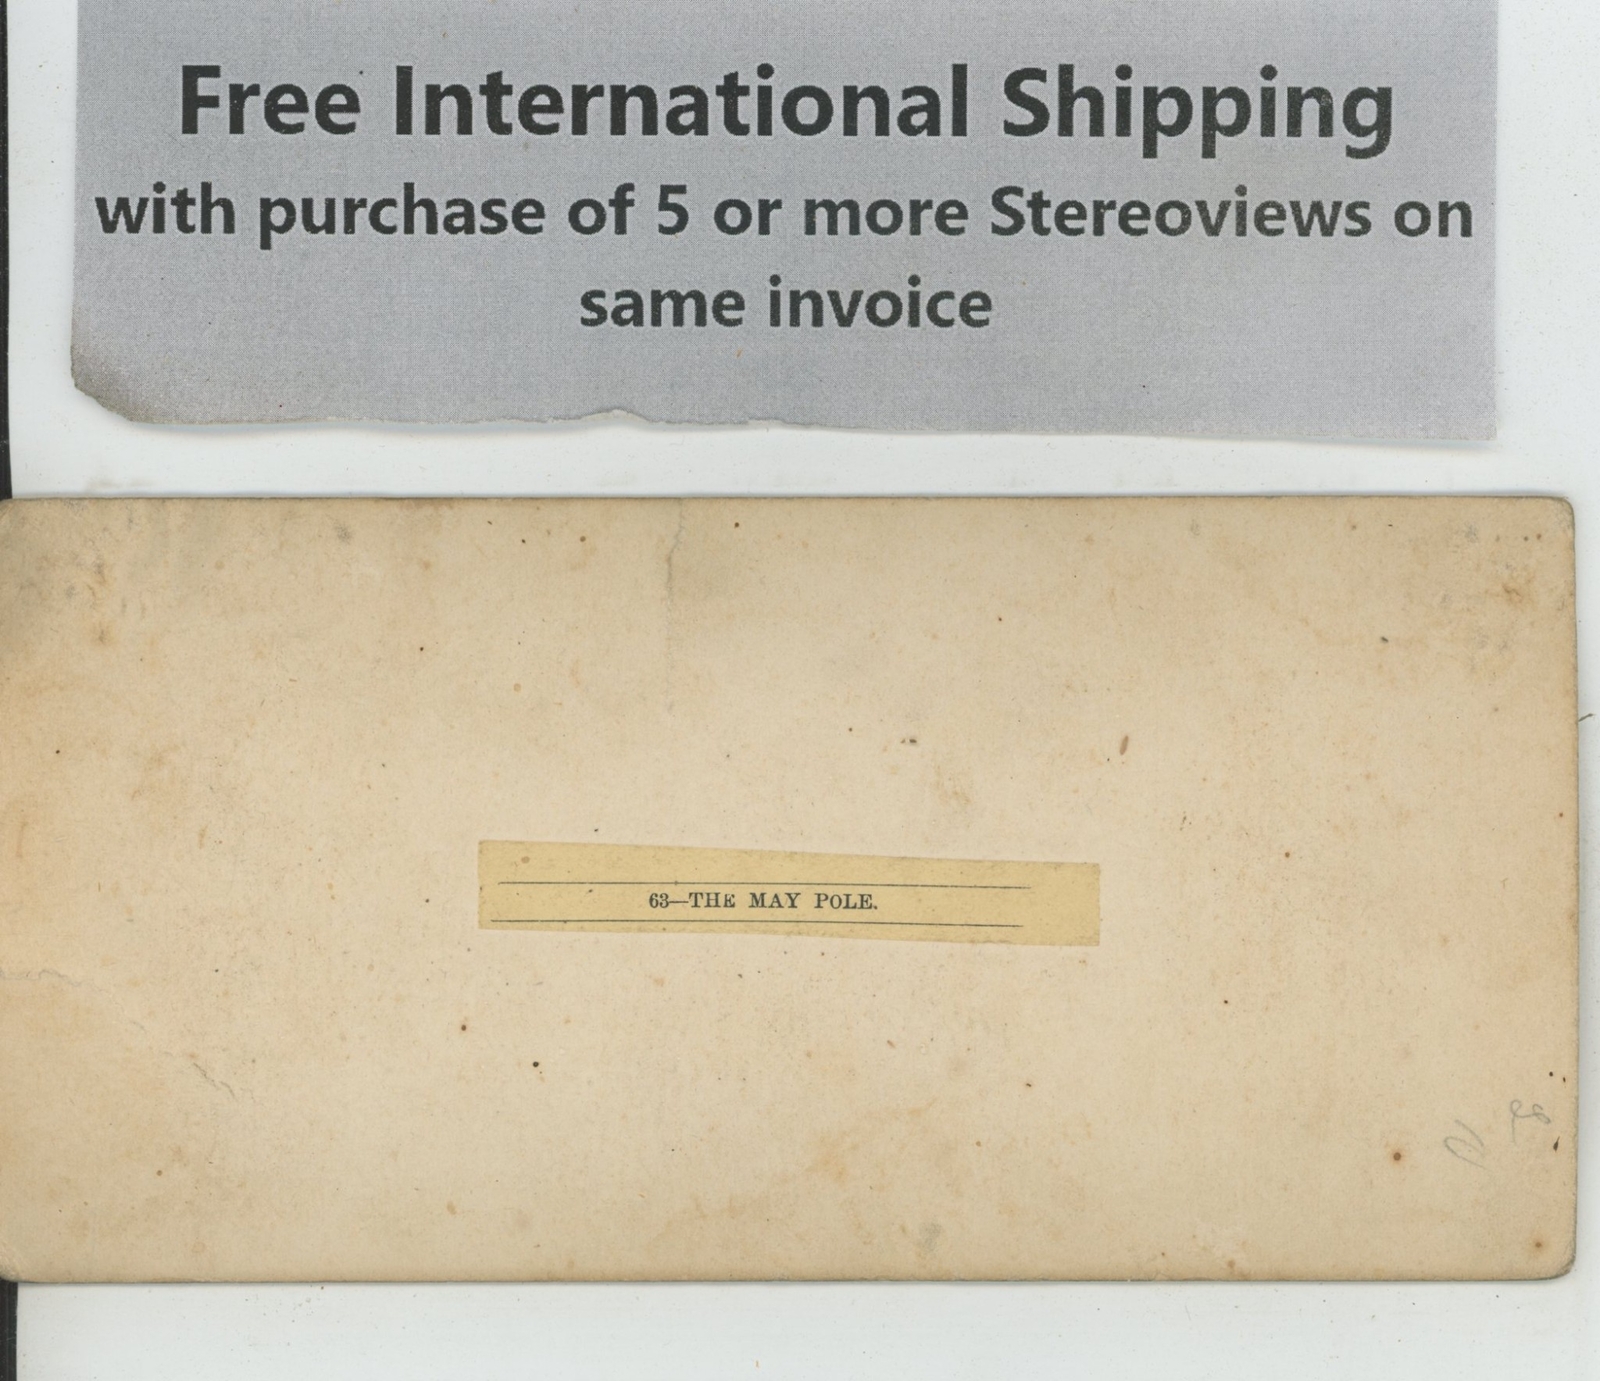 Free International Shipping
with purchase of 5 or more Stereoviews on
same invoice
63—THE MAY POLE.